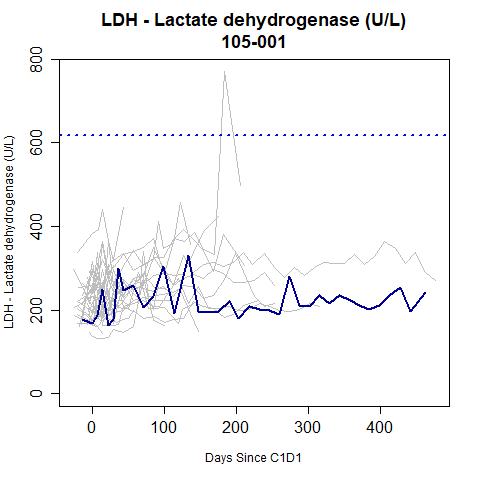 LDH - Lactate dehydrogenase (U/L)
105-001
LDH - Lactate dehydrogenase (U/L)
800
600
400
200
0
0 100 200 300 400
Days Since C1D1